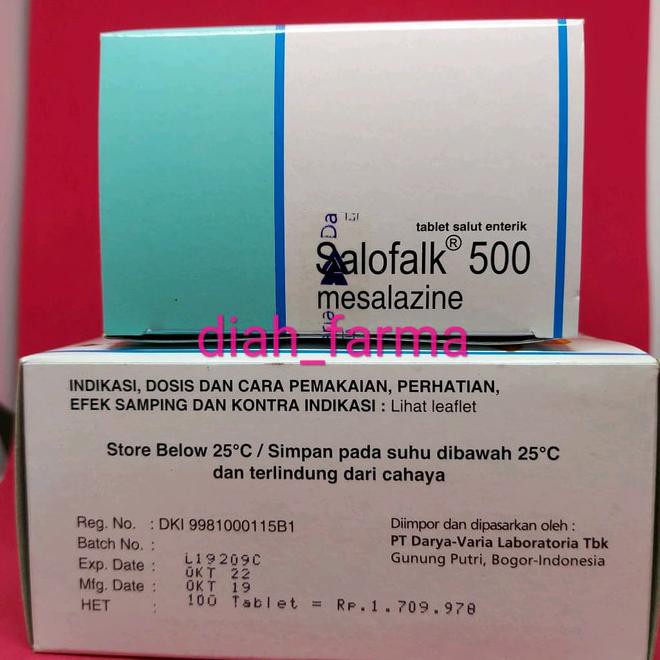 tablet salut enterik
Salofalk® 500
mesalazine
diah_farma
INDIKASI, DOSIS DAN CARA PEMAKAIAN, PERHATIAN,
EFEK SAMPING DAN KONTRA INDIKASI : Lihat leaflet
Store Below 25°C / Simpan pada suhu dibawah 25°C
dan terlindung dari cahaya
Reg. No. : DKI 9981000115B1
Batch No. : L19209C
Exp. Date : OKT 22
Mfg. Date : OKT 19
HET : 100 Tablet = Rp.1.709.978
Diimpor dan dipasarkan oleh :
PT Darya-Varia Laboratoria Tbk
Gunung Putri, Bogor-Indonesia